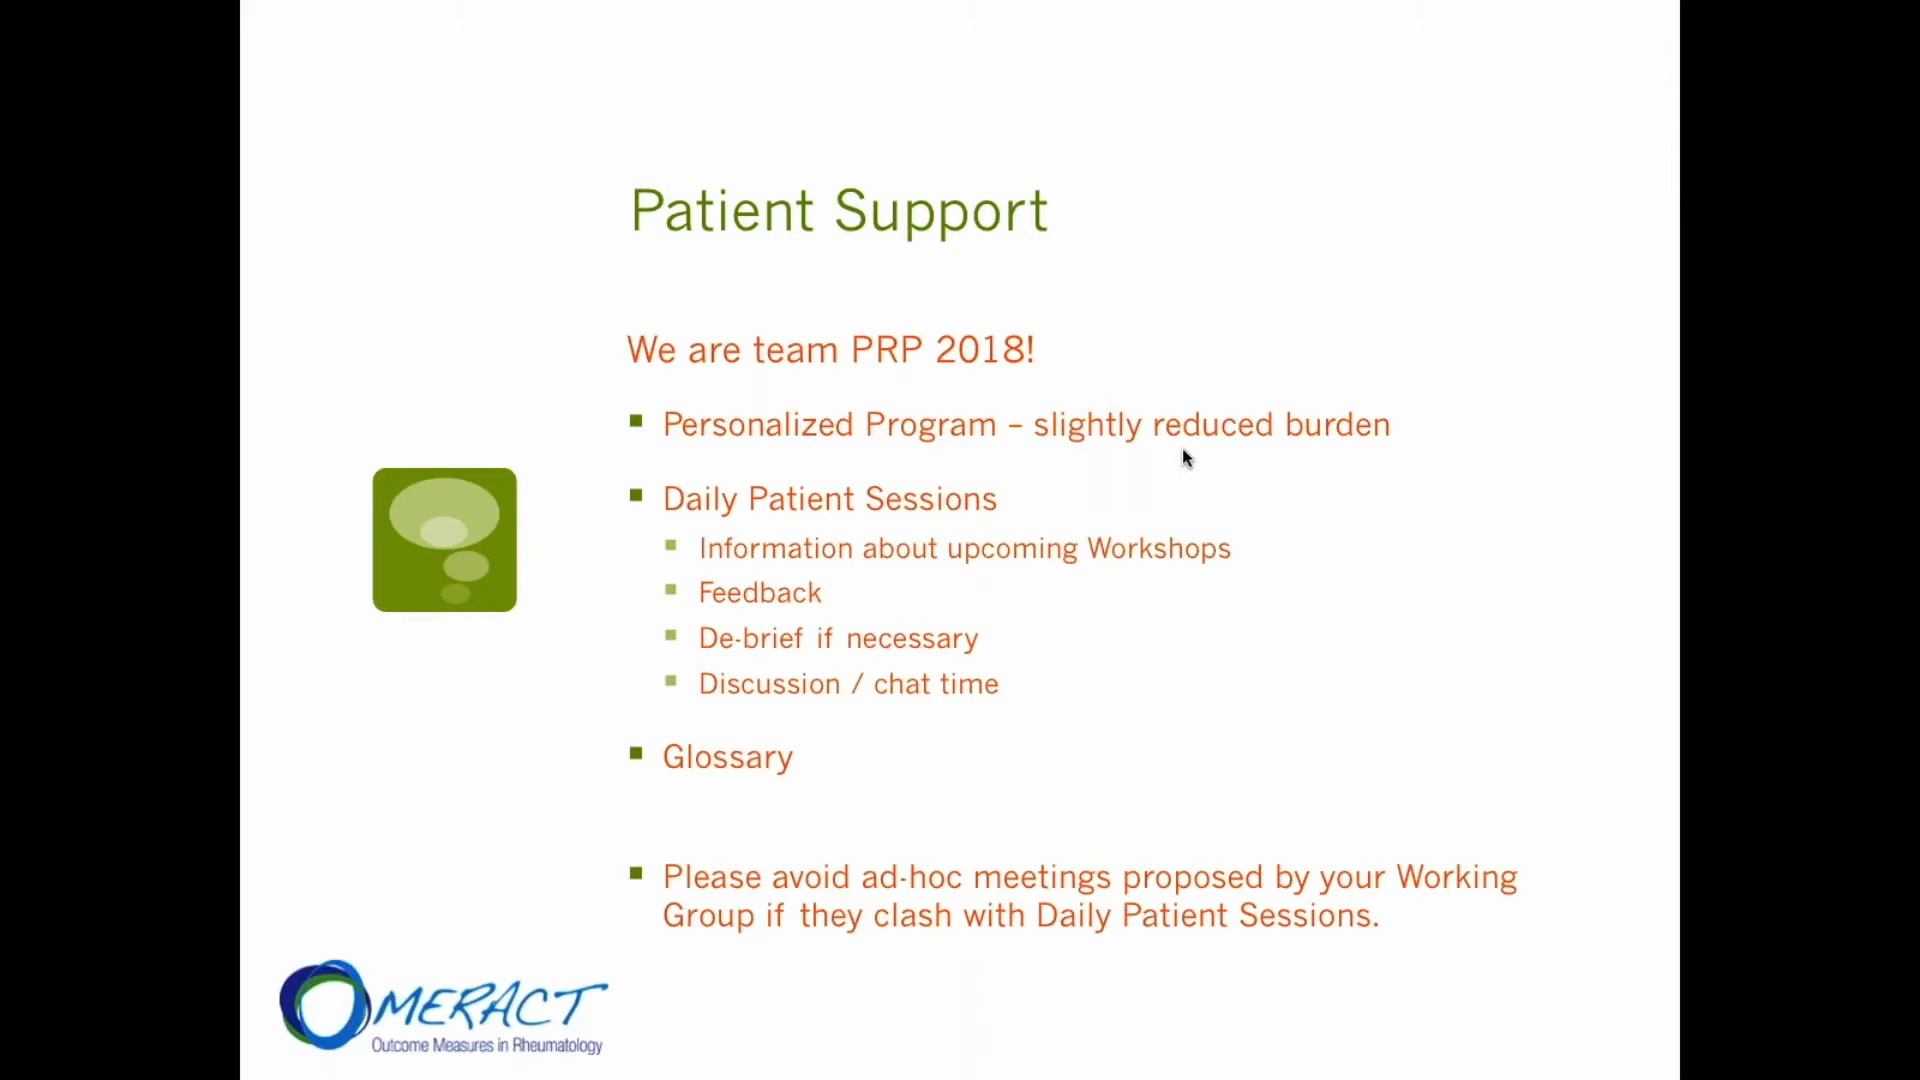 Patient Support
We are team PRP 2018!
Personalized Program – slightly reduced burden
Daily Patient Sessions
Information about upcoming Workshops
Feedback
De-brief if necessary
Discussion / chat time
Glossary
Please avoid ad-hoc meetings proposed by your Working
Group if they clash with Daily Patient Sessions.
OMERACT
Outcome Measures in Rheumatology